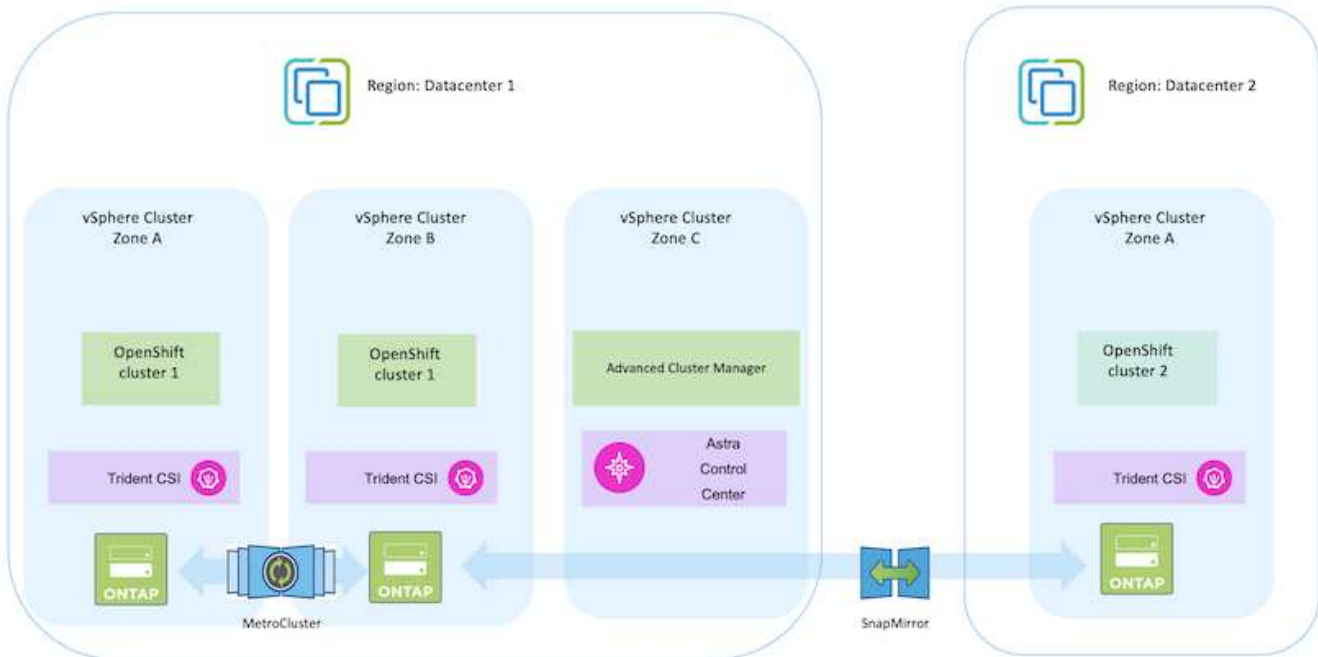 Region: Datacenter 1
Region: Datacenter 2
vSphere Cluster
Zone A
vSphere Cluster
Zone B
vSphere Cluster
Zone C
vSphere Cluster
Zone A
OpenShift
cluster 1
OpenShift
cluster 1
Advanced Cluster Manager
OpenShift
cluster 2
Trident CSI
Trident CSI
Astra
Control
Center
Trident CSI
ONTAP
ONTAP
ONTAP
MetroCluster
SnapMirror